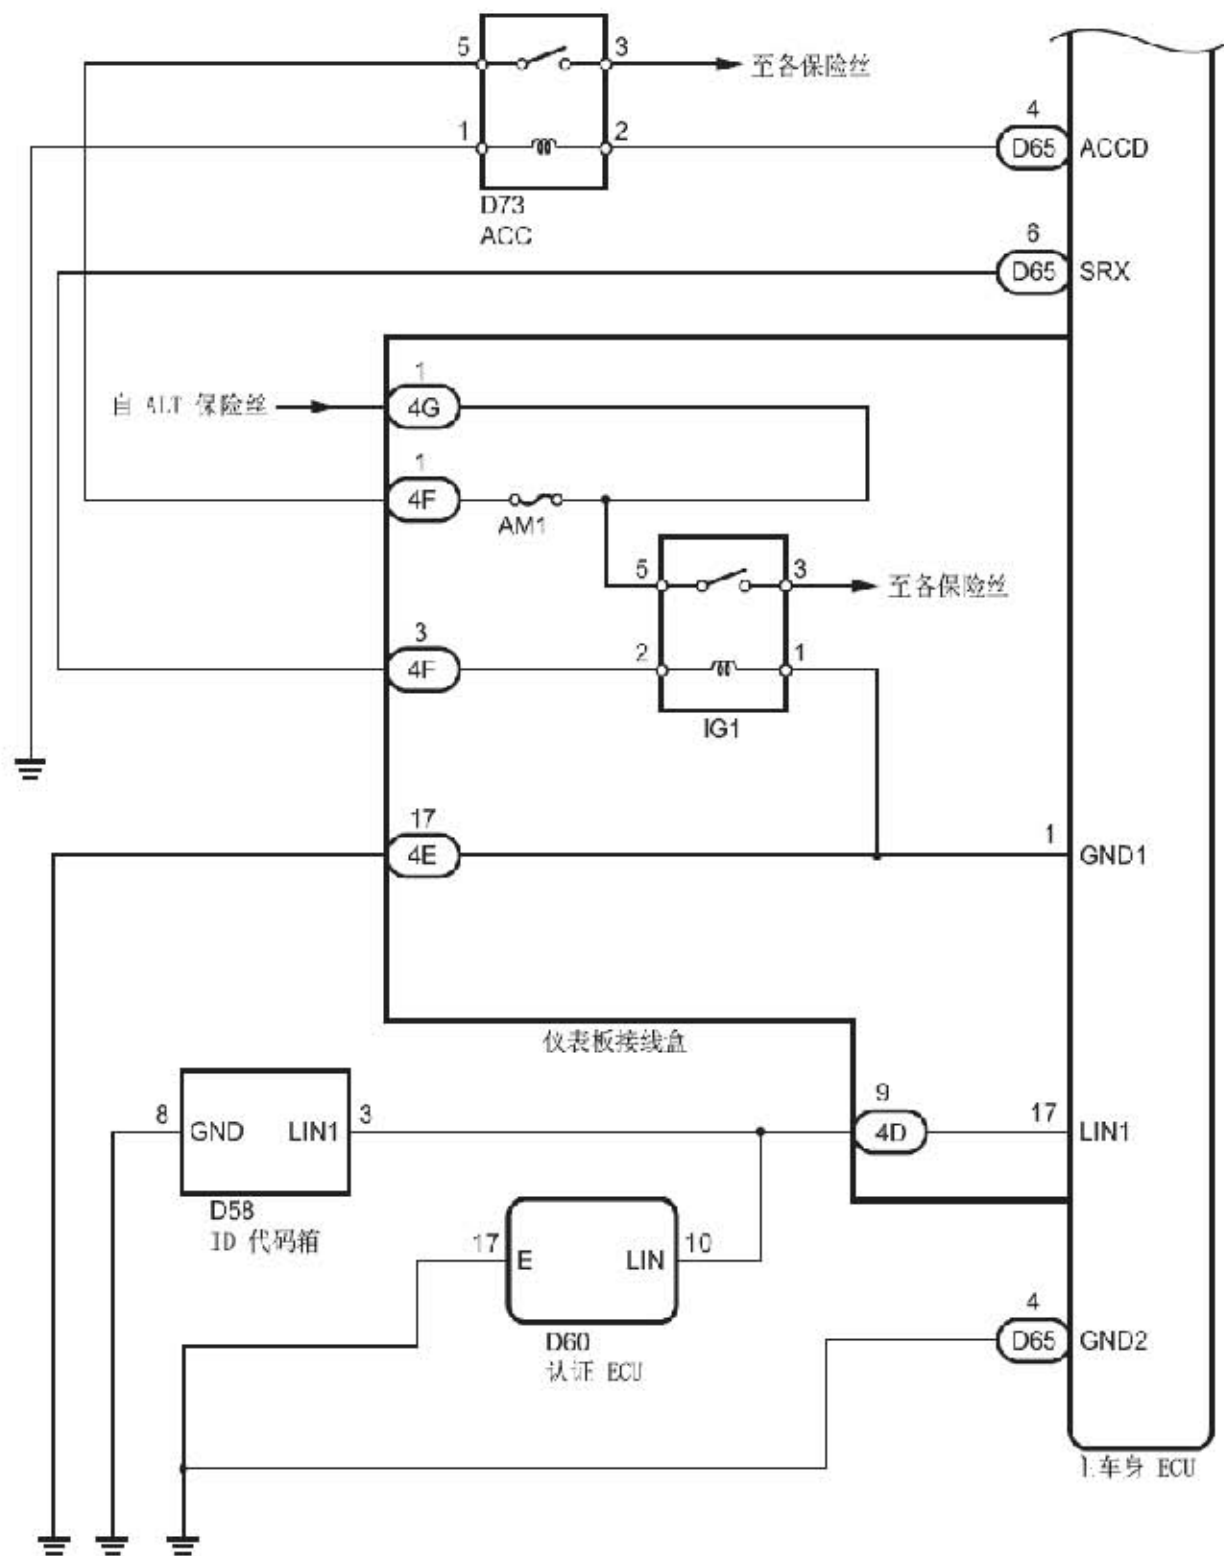 5
3
至各保险丝
1
2
4
D65 ACCD
D73
ACC
6
D65 SRX
1
自 ALT 保险丝
4G
1
4F
AM1
5
3
至各保险丝
3
4F
2
1
IG1
17
4E
1
GND1
仪表板接线盒
9
4D
17
LIN1
8
GND LIN1
3
D58
ID 代码箱
17
E LIN
10
D60
认证 ECU
4
D65 GND2
车身 ECU